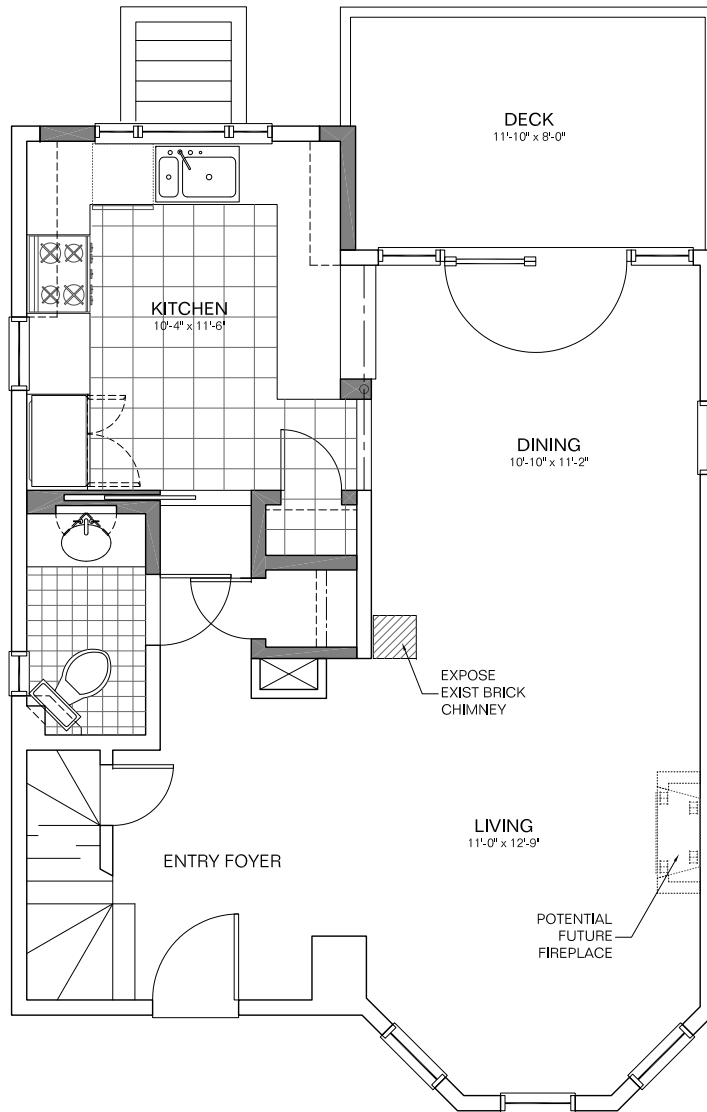 DECK
11'-10" x 8'-0"
KITCHEN
10'-4" x 11'-6"
DINING
10'-10" x 11'-2"
EXPOSE
EXIST BRICK
CHIMNEY
LIVING
11'-0" x 12'-9"
ENTRY FOYER
POTENTIAL
FUTURE
FIREPLACE